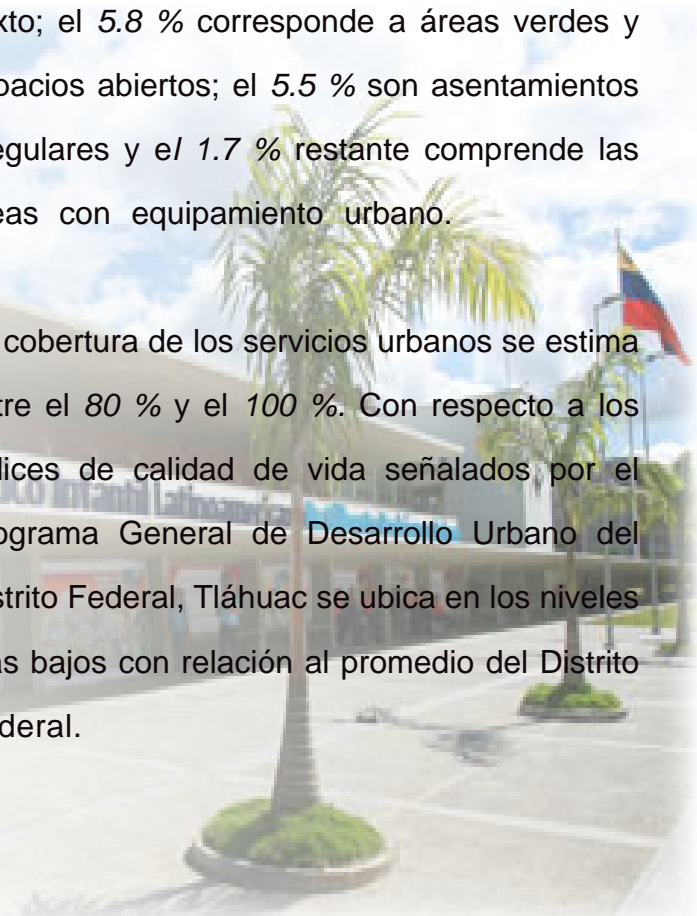 xto; el 5.8 % corresponde a áreas verdes y
pacios abiertos; el 5.5 % son asentamientos
egulares y el 1.7 % restante comprende las
eas con equipamiento urbano.
cobertura de los servicios urbanos se estima
tre el 80 % y el 100 %. Con respecto a los
dices de calidad de vida señalados por el
ograma General de Desarrollo Urbano del
strito Federal, Tláhuac se ubica en los niveles
as bajos con relación al promedio del Distrito
deral.